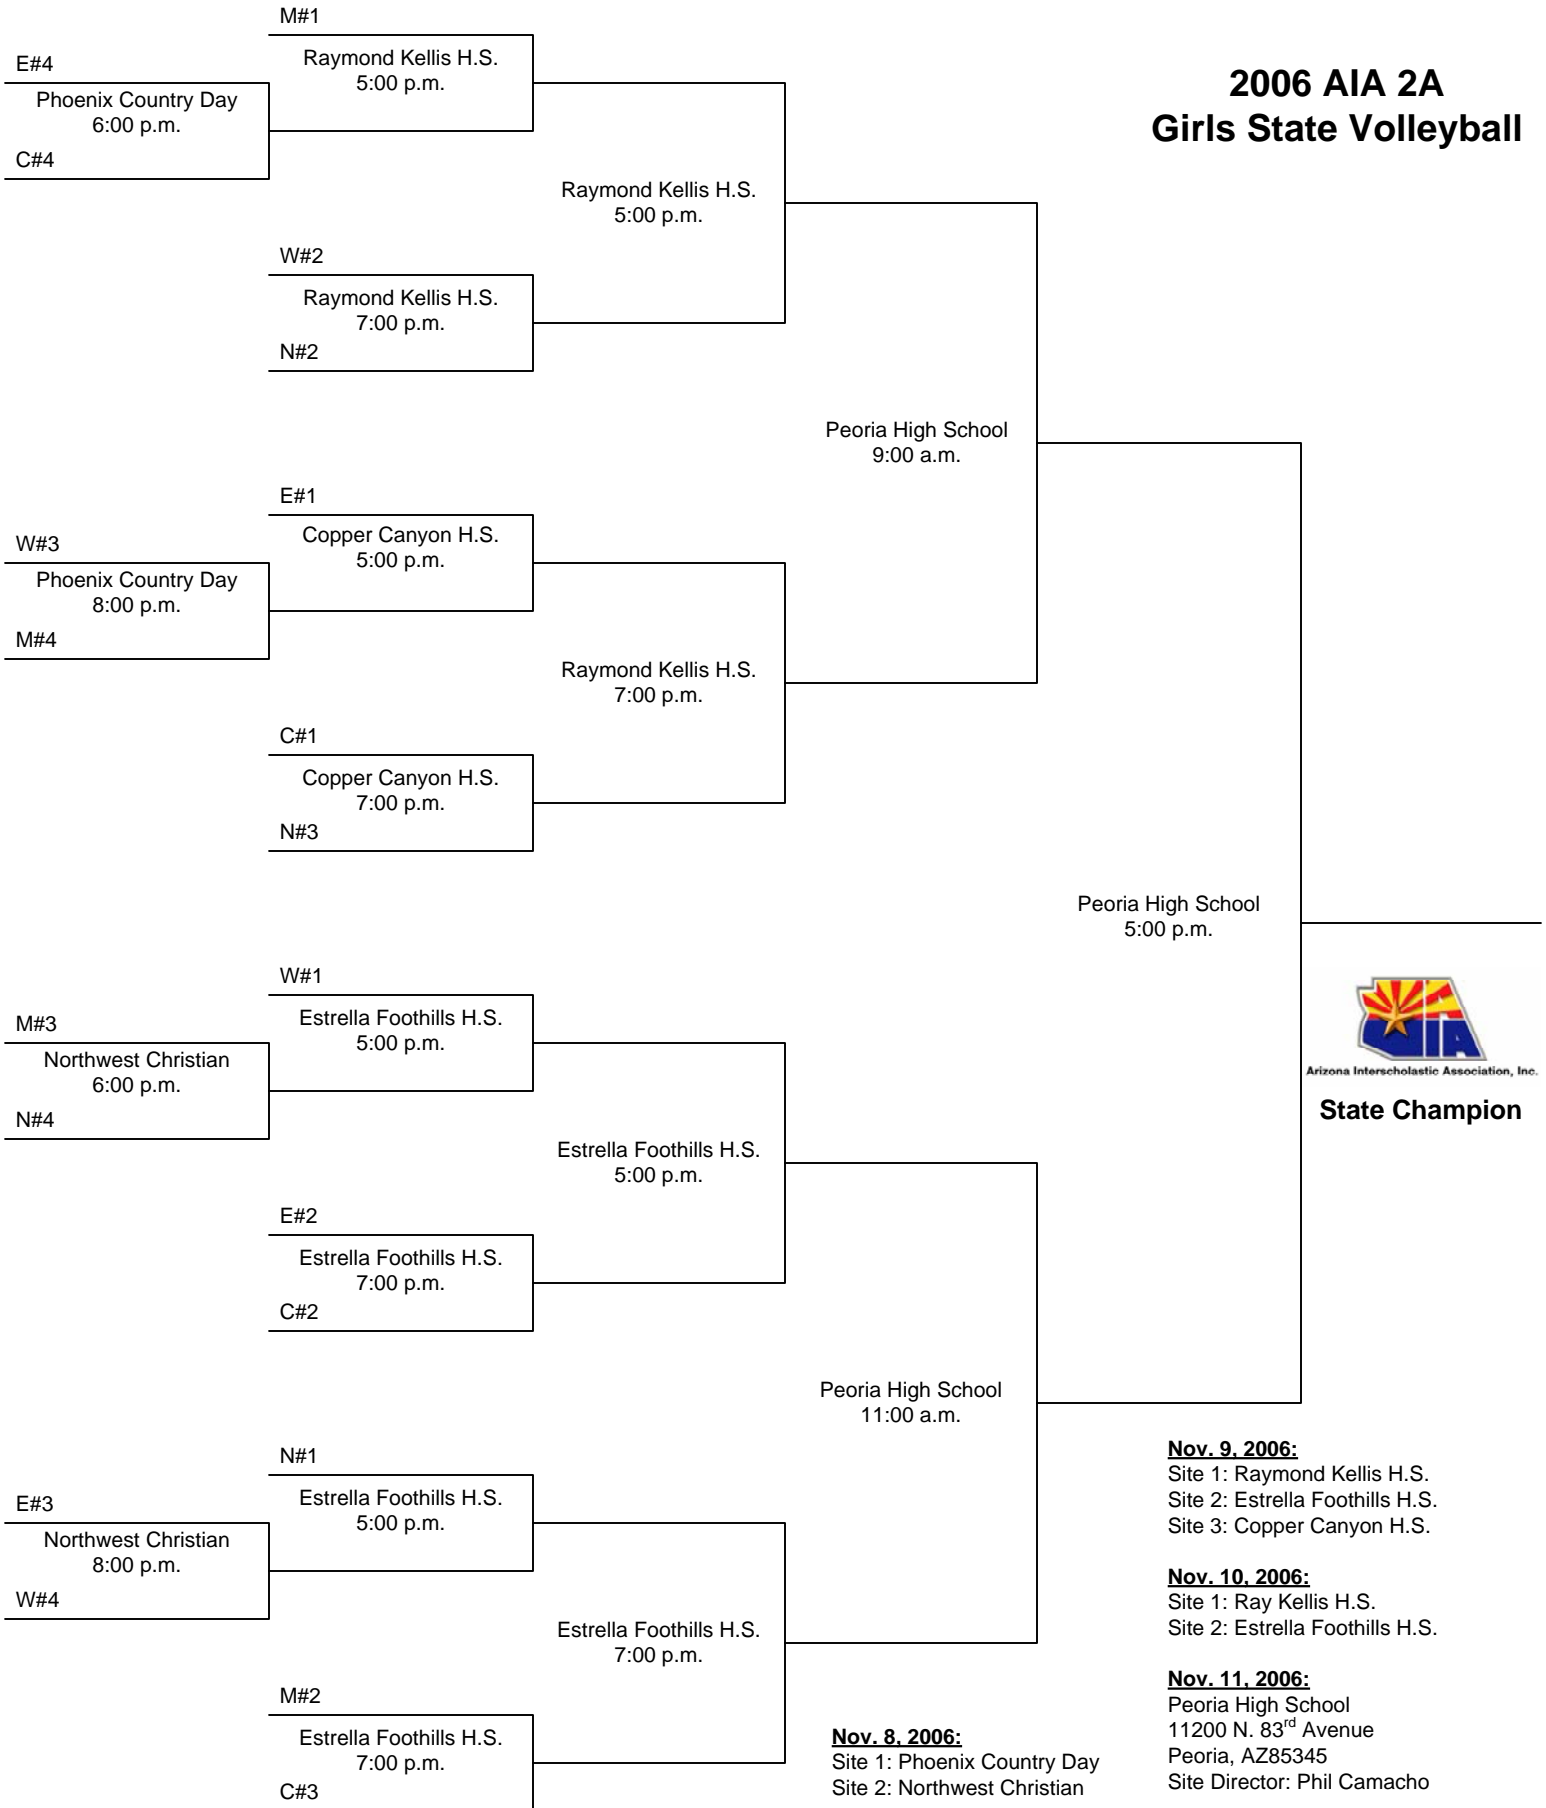 2006 AIA 2A
Girls State Volleyball
M#1
Raymond Kellis H.S.
5:00 p.m.
E#4
Phoenix Country Day
6:00 p.m.
C#4
Raymond Kellis H.S.
5:00 p.m.
W#2
Raymond Kellis H.S.
7:00 p.m.
N#2
Peoria High School
9:00 a.m.
E#1
Copper Canyon H.S.
5:00 p.m.
W#3
Phoenix Country Day
8:00 p.m.
M#4
Raymond Kellis H.S.
7:00 p.m.
C#1
Copper Canyon H.S.
7:00 p.m.
N#3
Peoria High School
5:00 p.m.
W#1
Estrella Foothills H.S.
5:00 p.m.
M#3
Northwest Christian
6:00 p.m.
N#4
AIA
Arizona Interscholastic Association, Inc.
State Champion
Estrella Foothills H.S.
5:00 p.m.
E#2
Estrella Foothills H.S.
7:00 p.m.
C#2
Peoria High School
11:00 a.m.
N#1
Estrella Foothills H.S.
5:00 p.m.
E#3
Northwest Christian
8:00 p.m.
W#4
Estrella Foothills H.S.
7:00 p.m.
M#2
Estrella Foothills H.S.
7:00 p.m.
C#3
Nov. 8, 2006:
Site 1: Phoenix Country Day
Site 2: Northwest Christian
Nov. 9, 2006:
Site 1: Raymond Kellis H.S.
Site 2: Estrella Foothills H.S.
Site 3: Copper Canyon H.S.
Nov. 10, 2006:
Site 1: Ray Kellis H.S.
Site 2: Estrella Foothills H.S.
Nov. 11, 2006:
Peoria High School
11200 N. 83rd Avenue
Peoria, AZ85345
Site Director: Phil Camacho